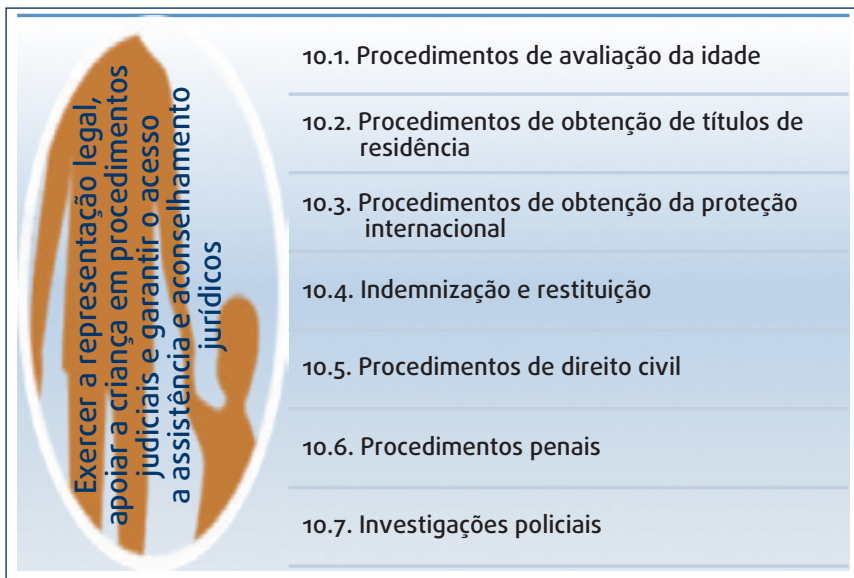 Exercer a representação legal,
apoiar a criança em procedimentos
judiciais e garantir o acesso
a assistência e aconselhamento
jurídicos
10.1. Procedimentos de avaliação da idade
10.2. Procedimentos de obtenção de títulos de
residência
10.3. Procedimentos de obtenção da proteção
internacional
10.4. Indemnização e restituição
10.5. Procedimentos de direito civil
10.6. Procedimentos penais
10.7. Investigações policiais